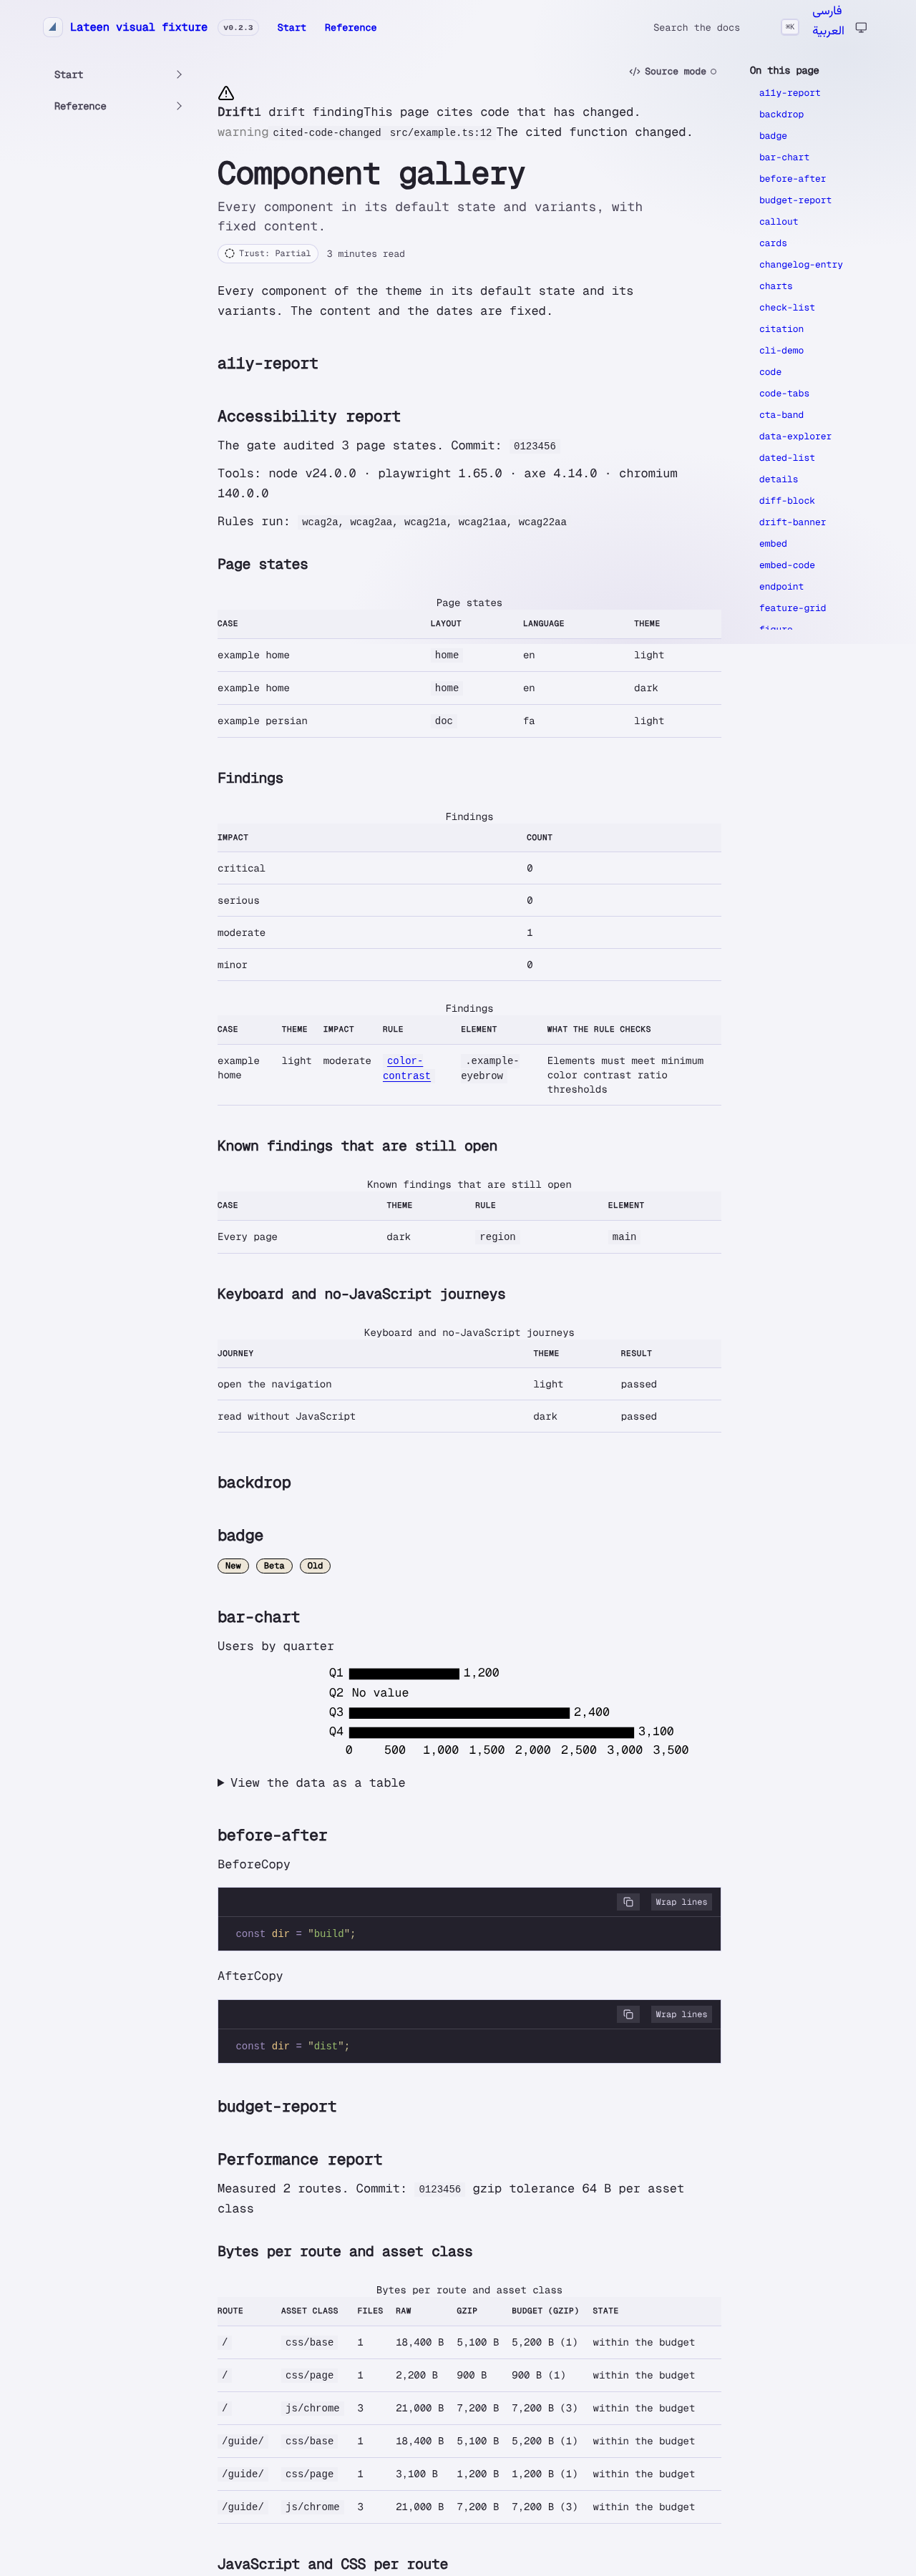 Lateen visual fixture v0.2.3 Start Reference Search the docs ⌘K فارسی العربية
Start
Reference
Source mode
Drift1 drift findingThis page cites code that has changed.
warning cited-code-changed src/example.ts:12 The cited function changed.
Component gallery
Every component in its default state and variants, with
fixed content.
Trust: Partial 3 minutes read
Every component of the theme in its default state and its
variants. The content and the dates are fixed.
On this page
a11y-report
backdrop
badge
bar-chart
before-after
budget-report
callout
cards
changelog-entry
charts
check-list
citation
cli-demo
code
code-tabs
cta-band
data-explorer
dated-list
details
diff-block
drift-banner
embed
embed-code
endpoint
feature-grid
figure
a11y-report
Accessibility report
The gate audited 3 page states. Commit: 0123456
Tools: node v24.0.0 · playwright 1.65.0 · axe 4.14.0 · chromium
140.0.0
Rules run: wcag2a, wcag2aa, wcag21a, wcag21aa, wcag22aa
Page states
Page states
CASE LAYOUT LANGUAGE THEME
example home home en light
example home home en dark
example persian doc fa light
Findings
Findings
IMPACT COUNT
critical 0
serious 0
moderate 1
minor 0
Findings
CASE THEME IMPACT RULE ELEMENT WHAT THE RULE CHECKS
example light moderate color- .example- Elements must meet minimum
home contrast eyebrow color contrast ratio
thresholds
Known findings that are still open
Known findings that are still open
CASE THEME RULE ELEMENT
Every page dark region main
Keyboard and no-JavaScript journeys
Keyboard and no-JavaScript journeys
JOURNEY THEME RESULT
open the navigation light passed
read without JavaScript dark passed
backdrop
badge
New Beta Old
bar-chart
Users by quarter
Q1 1,200
Q2 No value
Q3 2,400
Q4 3,100
0 500 1,000 1,500 2,000 2,500 3,000 3,500
View the data as a table
before-after
BeforeCopy
Wrap lines
const dir = "build";
AfterCopy
Wrap lines
const dir = "dist";
budget-report
Performance report
Measured 2 routes. Commit: 0123456 gzip tolerance 64 B per asset
class
Bytes per route and asset class
Bytes per route and asset class
ROUTE ASSET CLASS FILES RAW GZIP BUDGET (GZIP) STATE
/ css/base 1 18,400 B 5,100 B 5,200 B (1) within the budget
/ css/page 1 2,200 B 900 B 900 B (1) within the budget
/ js/chrome 3 21,000 B 7,200 B 7,200 B (3) within the budget
/guide/ css/base 1 18,400 B 5,100 B 5,200 B (1) within the budget
/guide/ css/page 1 3,100 B 1,200 B 1,200 B (1) within the budget
/guide/ js/chrome 3 21,000 B 7,200 B 7,200 B (3) within the budget
JavaScript and CSS per route